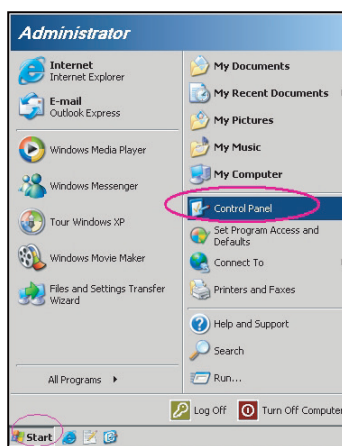 Administrator
Internet
Internet Explorer
E-mail
Outlook Express
Windows Media Player
Windows Messenger
Tour Windows XP
Windows Movie Maker
Files and Settings Transfer
Wizard
All Programs
My Documents
My Recent Documents
My Pictures
My Music
My Computer
Control Panel
Set Program Access and
Defaults
Connect To
Printers and Faxes
Help and Support
Search
Run...
Log Off
Turn Off Computer
Start